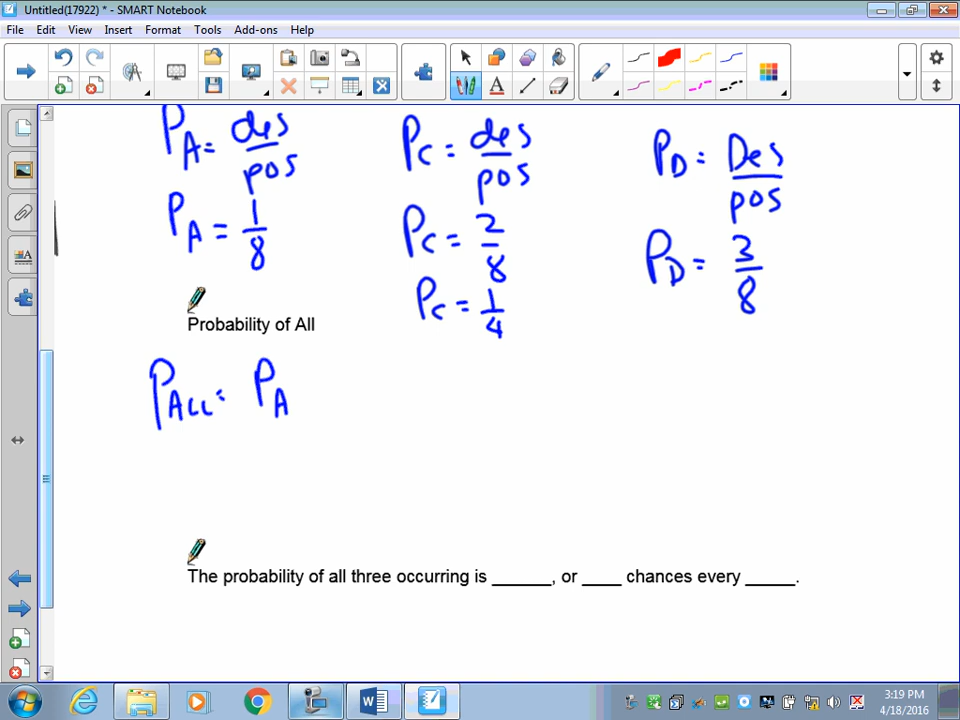 Untitled(17922) * - SMART Notebook
File Edit View Insert Format Tools Add-ons Help
PA = des/pos
PC = des/pos
PD = Des/pos
PA = 1/8
PC = 2/8
PD = 3/8
PC = 1/4
Probability of All
PALL = PA
The probability of all three occurring is ______, or ____ chances every _____.
3:19 PM
4/18/2016